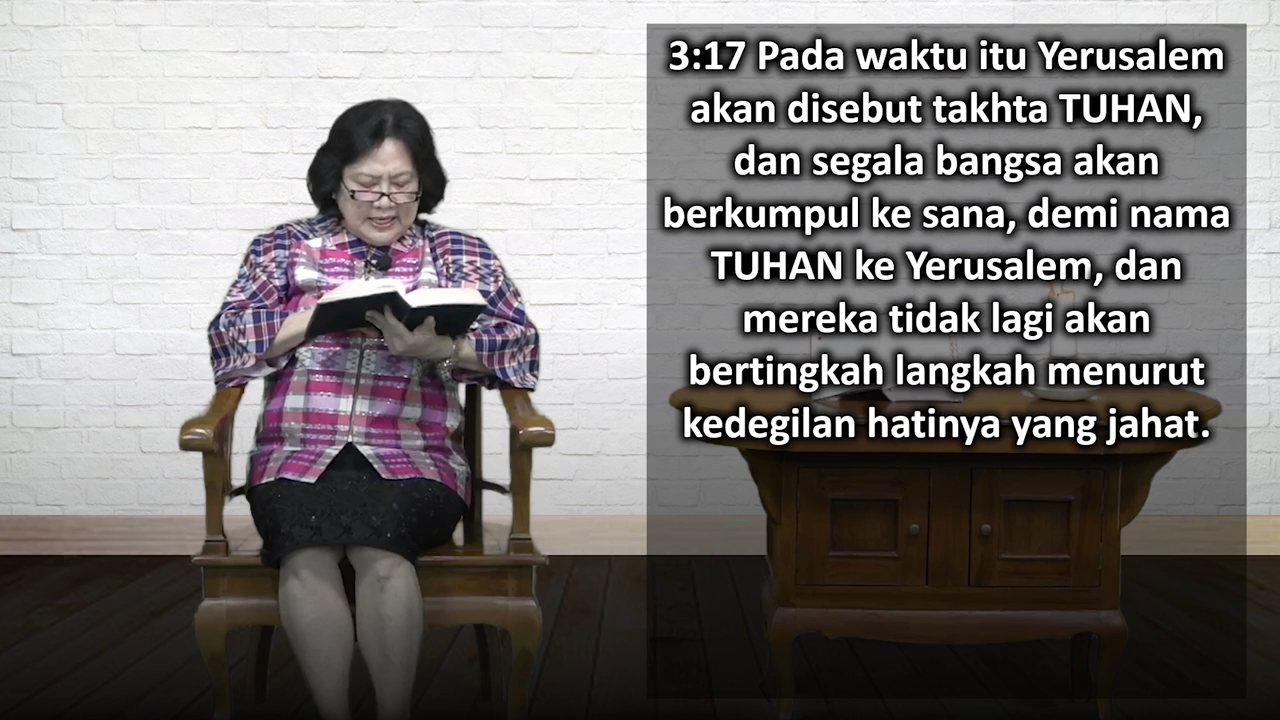 3:17 Pada waktu itu Yerusalem
akan disebut takhta TUHAN,
dan segala bangsa akan
berkumpul ke sana, demi nama
TUHAN ke Yerusalem, dan
mereka tidak lagi akan
bertingkah langkah menurut
kedegilan hatinya yang jahat.